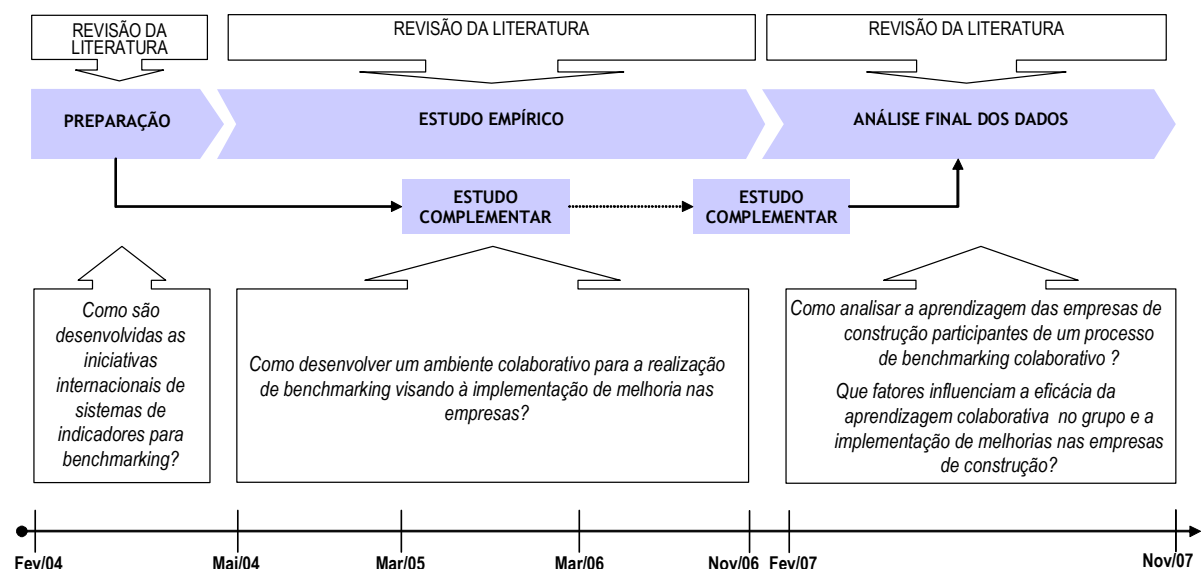 REVISÃO DA
LITERATURA
REVISÃO DA LITERATURA
REVISÃO DA LITERATURA
PREPARAÇÃO
ESTUDO EMPÍRICO
ANÁLISE FINAL DOS DADOS
ESTUDO
COMPLEMENTAR
ESTUDO
COMPLEMENTAR
Como são
desenvolvidas as
iniciativas
internacionais de
sistemas de
indicadores para
benchmarking?
Como desenvolver um ambiente colaborativo para a realização
de benchmarking visando à implementação de melhoria nas
empresas?
Como analisar a aprendizagem das empresas de
construção participantes de um processo
de benchmarking colaborativo ?
Que fatores influenciam a eficácia da
aprendizagem colaborativa no grupo e a
implementação de melhorias nas empresas
de construção?
Fev/04
Mai/04
Mar/05
Mar/06
Nov/06
Fev/07
Nov/07